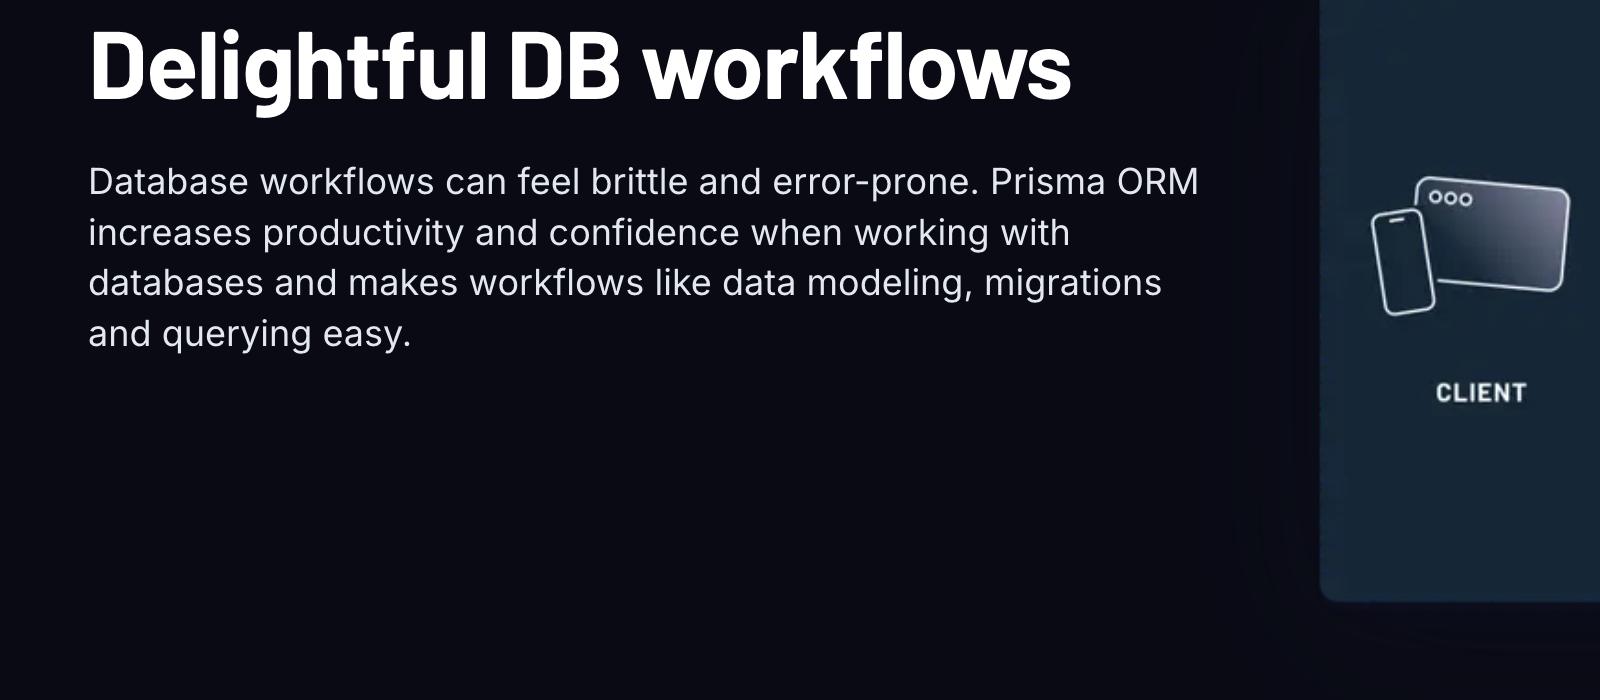 Delightful DB workflows
Database workflows can feel brittle and error-prone. Prisma ORM
increases productivity and confidence when working with
databases and makes workflows like data modeling, migrations
and querying easy.
CLIENT